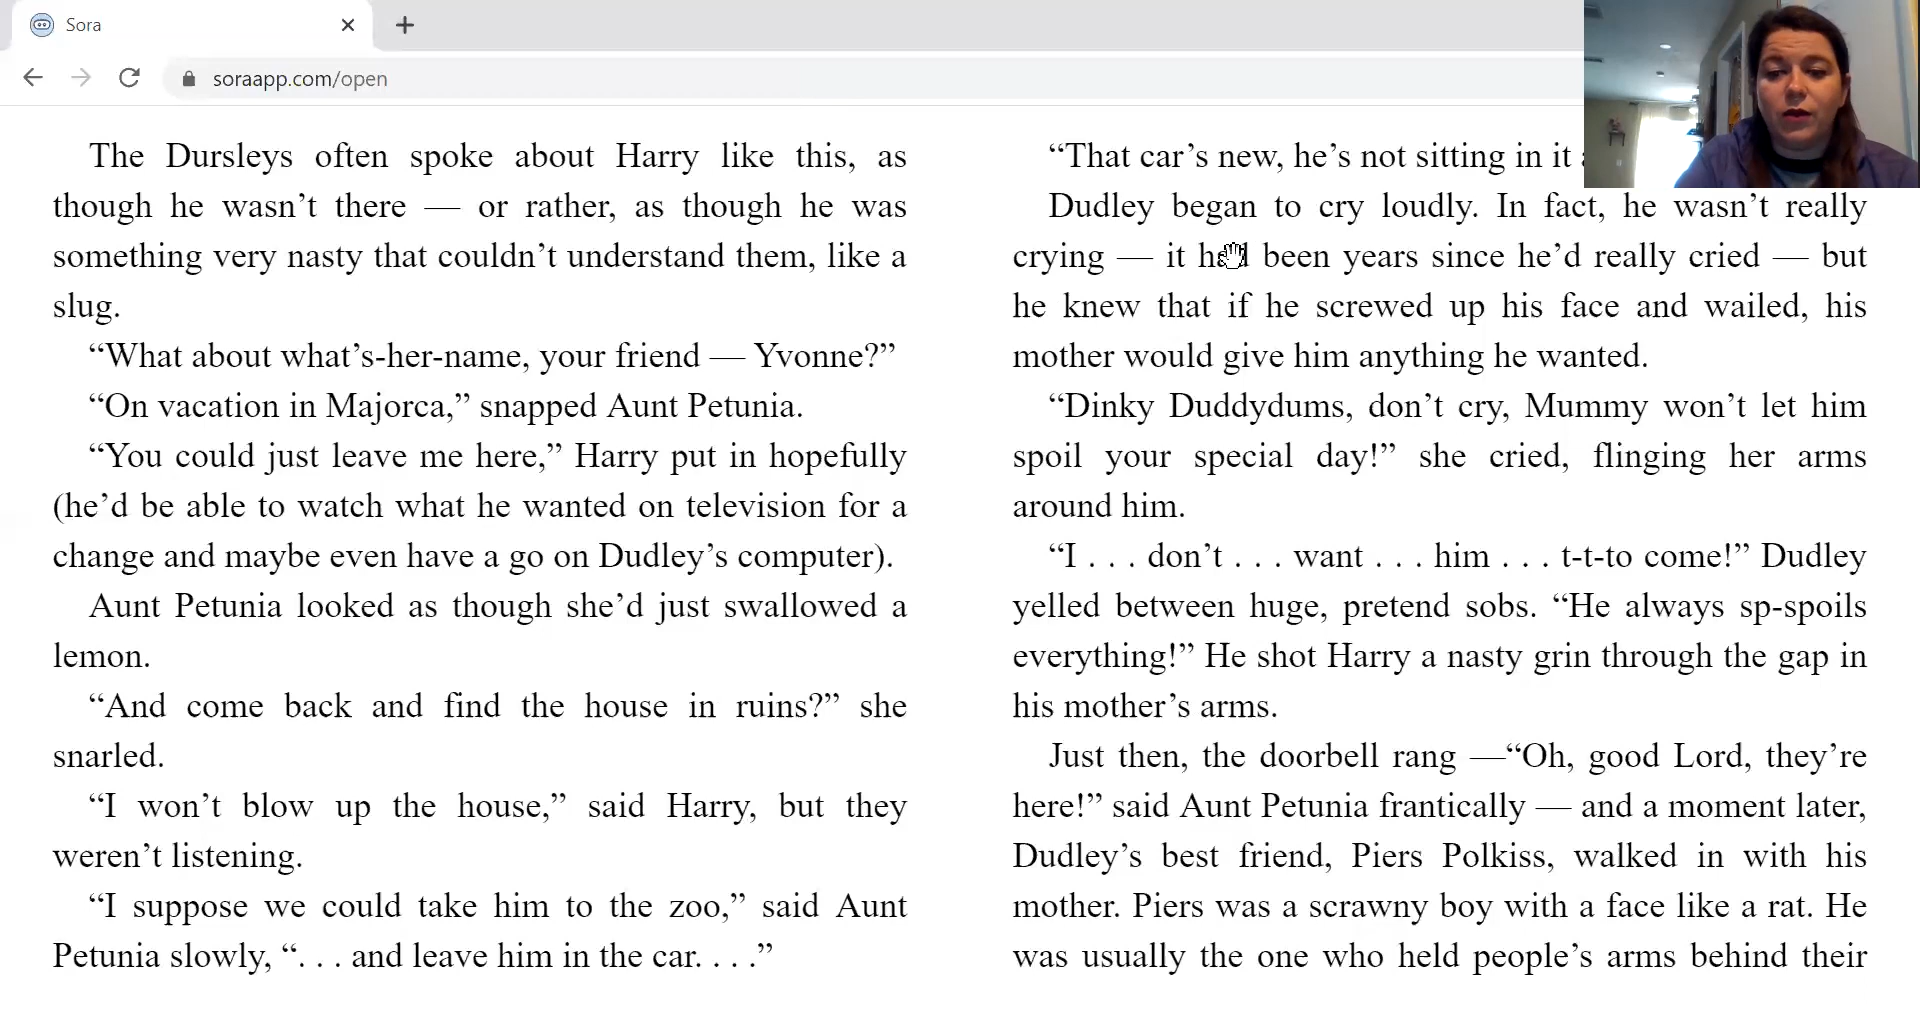 Sora
soraapp.com/open
The Dursleys often spoke about Harry like this, as
though he wasn’t there — or rather, as though he was
something very nasty that couldn’t understand them, like a
slug.
“What about what’s-her-name, your friend — Yvonne?”
“On vacation in Majorca,” snapped Aunt Petunia.
“You could just leave me here,” Harry put in hopefully
(he’d be able to watch what he wanted on television for a
change and maybe even have a go on Dudley’s computer).
Aunt Petunia looked as though she’d just swallowed a
lemon.
“And come back and find the house in ruins?” she
snarled.
“I won’t blow up the house,” said Harry, but they
weren’t listening.
“I suppose we could take him to the zoo,” said Aunt
Petunia slowly, “. . . and leave him in the car. . . .”
“That car’s new, he’s not sitting in it
Dudley began to cry loudly. In fact, he wasn’t really
crying — it had been years since he’d really cried — but
he knew that if he screwed up his face and wailed, his
mother would give him anything he wanted.
“Dinky Duddydums, don’t cry, Mummy won’t let him
spoil your special day!” she cried, flinging her arms
around him.
“I . . . don’t . . . want . . . him . . . t-t-to come!” Dudley
yelled between huge, pretend sobs. “He always sp-spoils
everything!” He shot Harry a nasty grin through the gap in
his mother’s arms.
Just then, the doorbell rang —“Oh, good Lord, they’re
here!” said Aunt Petunia frantically — and a moment later,
Dudley’s best friend, Piers Polkiss, walked in with his
mother. Piers was a scrawny boy with a face like a rat. He
was usually the one who held people’s arms behind their